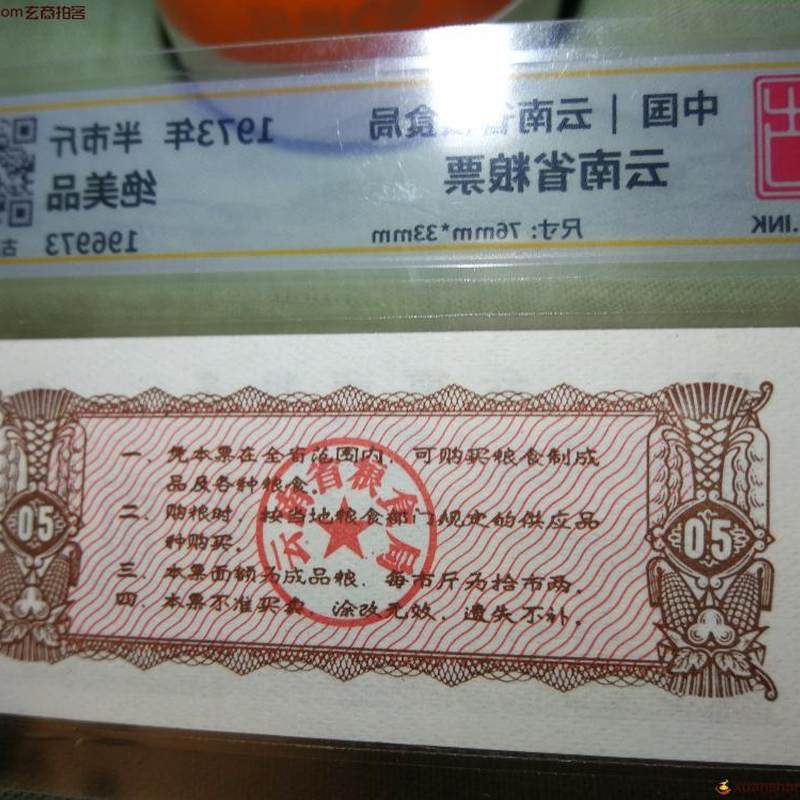 om玄商拍客
中国 | 云南省粮食局
1973年 半市斤
云南省粮票
绝美品
尺寸: 76mm*33mm
196973
.INK
一、凭本票在全省范围内，可购买粮食制成
品及各种粮食.
二、购粮时，按当地粮食部门规定的供应品
种购买.
三、本票面额为成品粮，每市斤为拾市两.
四、本票不准买卖，涂改无效，遗失不补.
05
05
云南省粮食局